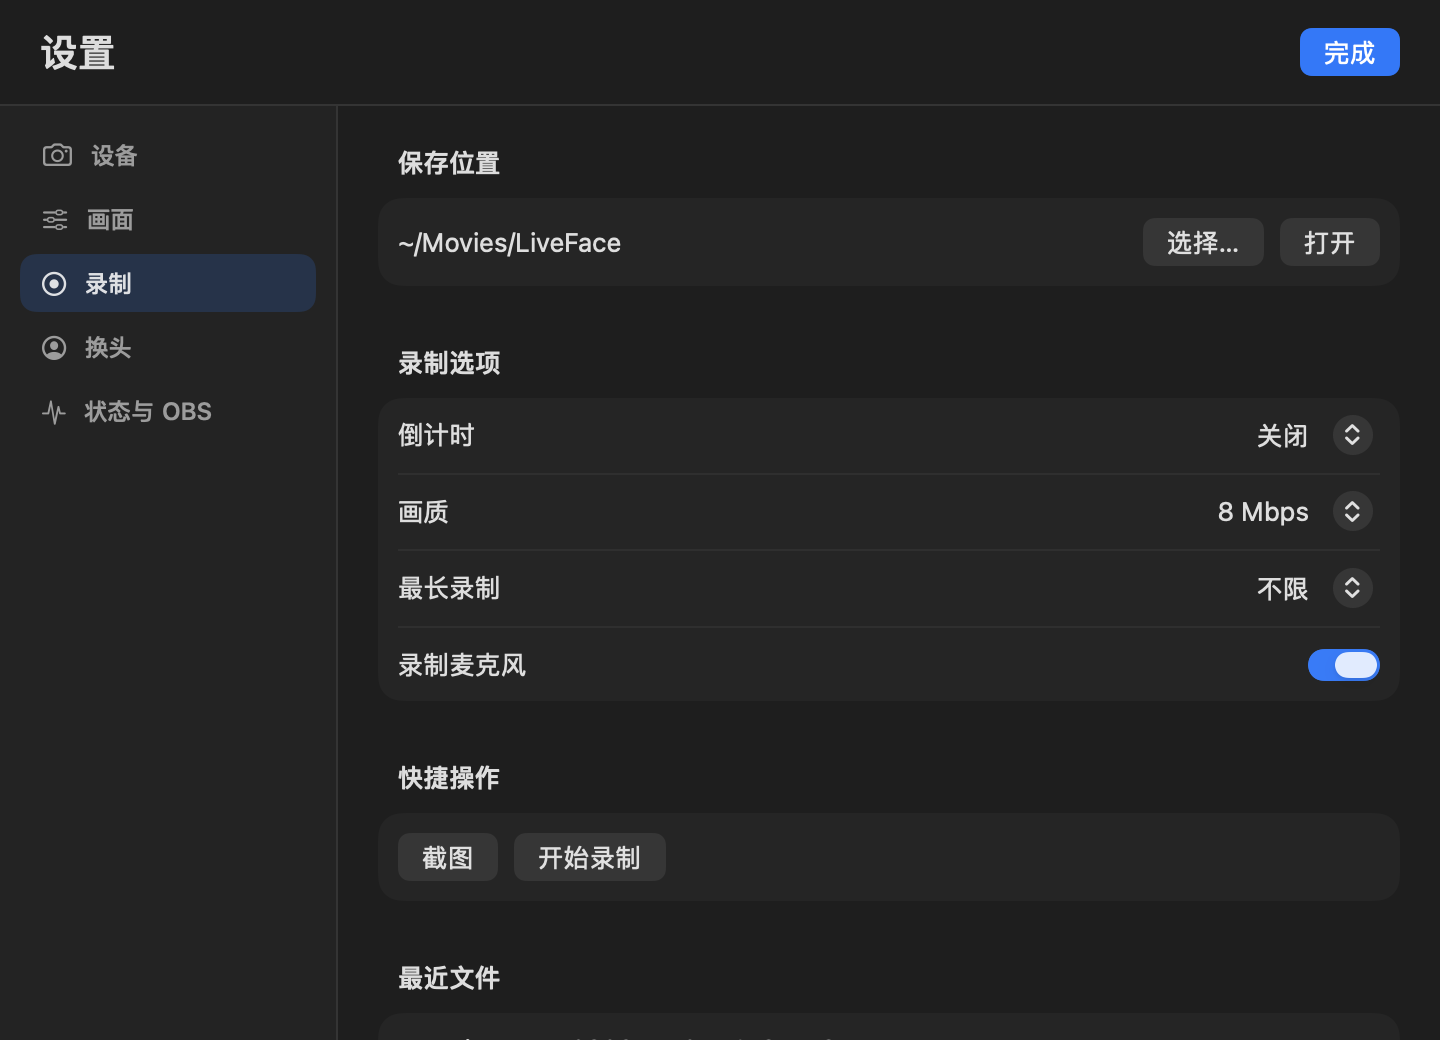 设置
完成
设备
画面
录制
换头
状态与 OBS
保存位置
~/Movies/LiveFace
选择...
打开
录制选项
倒计时
关闭
画质
8 Mbps
最长录制
不限
录制麦克风
快捷操作
截图
开始录制
最近文件